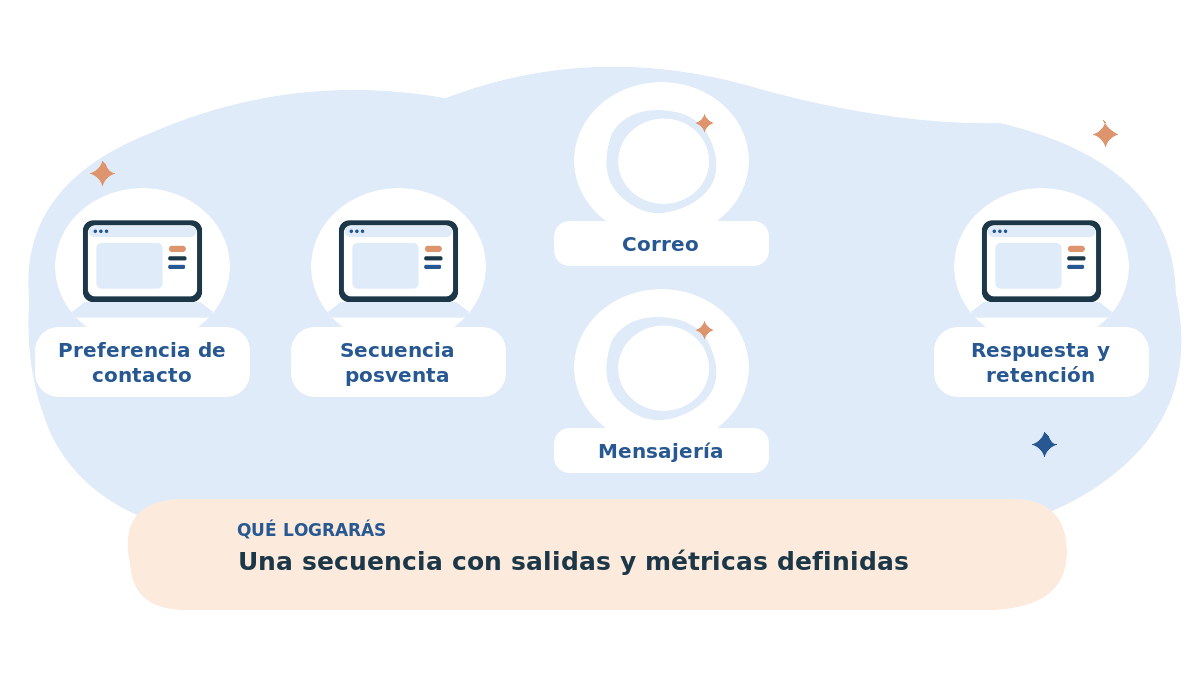 Preferencia de
contacto
Secuencia
posventa
Correo
Mensajería
Respuesta y
retención
QUÉ LOGRARÁS
Una secuencia con salidas y métricas definidas